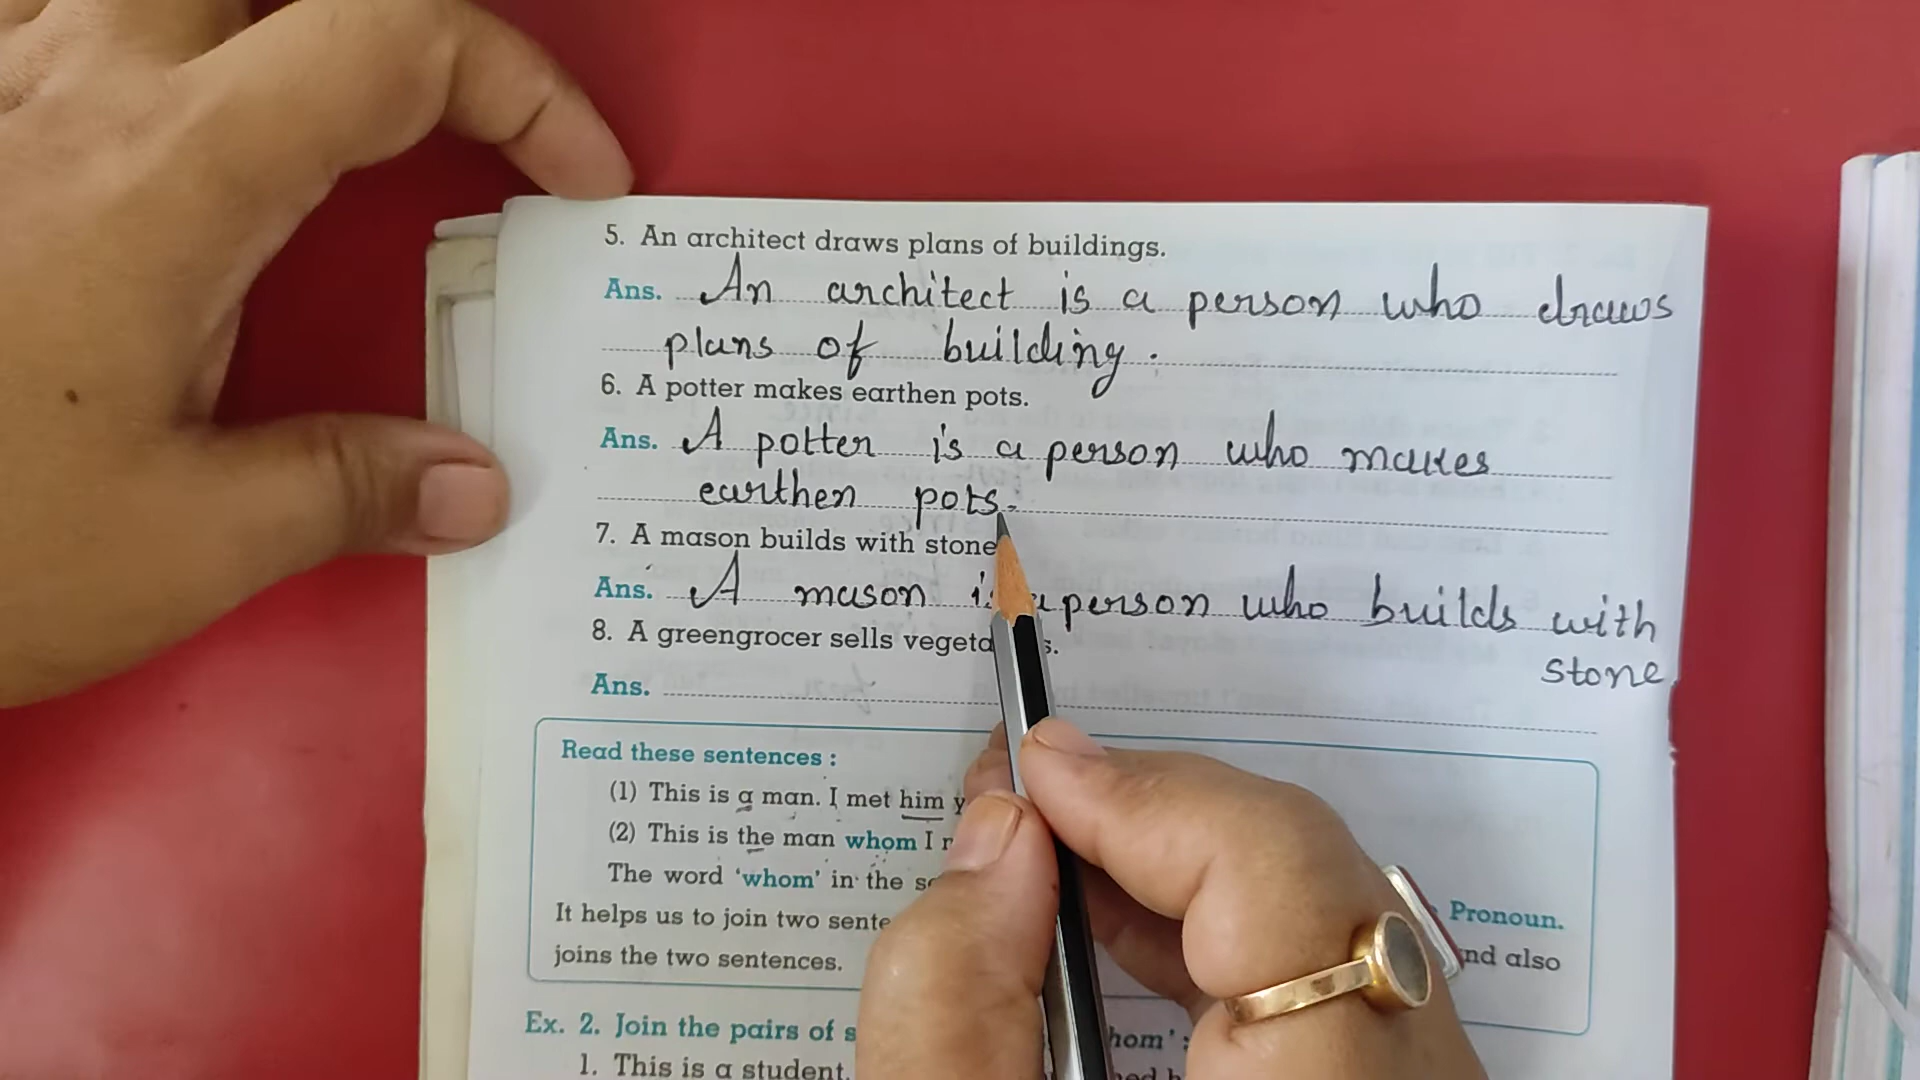 5. An architect draws plans of buildings.
Ans. An architect is a person who draws
plans of building.
6. A potter makes earthen pots.
Ans. A potter is a person who makes
earthen pots.
7. A mason builds with stone
Ans. A mason is a person who builds with
stone
8. A greengrocer sells vegetables.
Ans.
Read these sentences :
(1) This is a man. I met him
(2) This is the man whom I
The word ‘whom’ in the
Pronoun.
It helps us to join two
and also
joins the two sentences.
Ex. 2. Join the pairs of
whom’ :
1. This is a student.